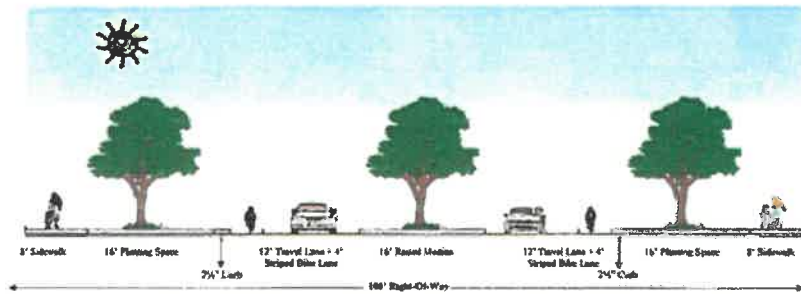 8' Sidewalk
16' Planting Space
2½' Curb
12' Travel Lane + 4'
Striped Bike Lane
16' Raised Median
12' Travel Lane + 4'
Striped Bike Lane
2½' Curb
16' Planting Space
8' Sidewalk
100' Right-Of-Way